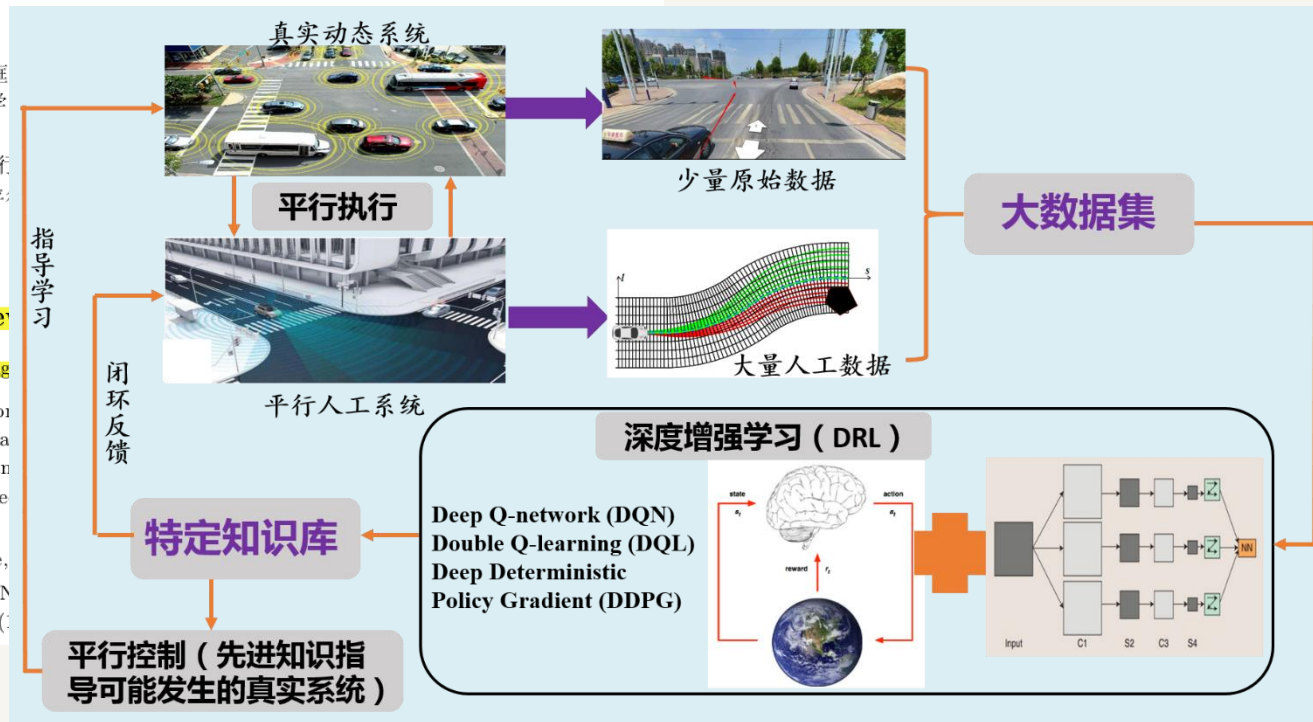 真实动态系统
少量原始数据
平行执行
大数据集
指导学习
l
s
大量人工数据
平行人工系统
闭环反馈
深度增强学习（DRL）
state
action
reward
Deep Q-network (DQN)
Double Q-learning (DQL)
Deep Deterministic
Policy Gradient (DDPG)
NN
Input
C1
S2
C3
S4
特定知识库
平行控制（先进知识指
导可能发生的真实系统）